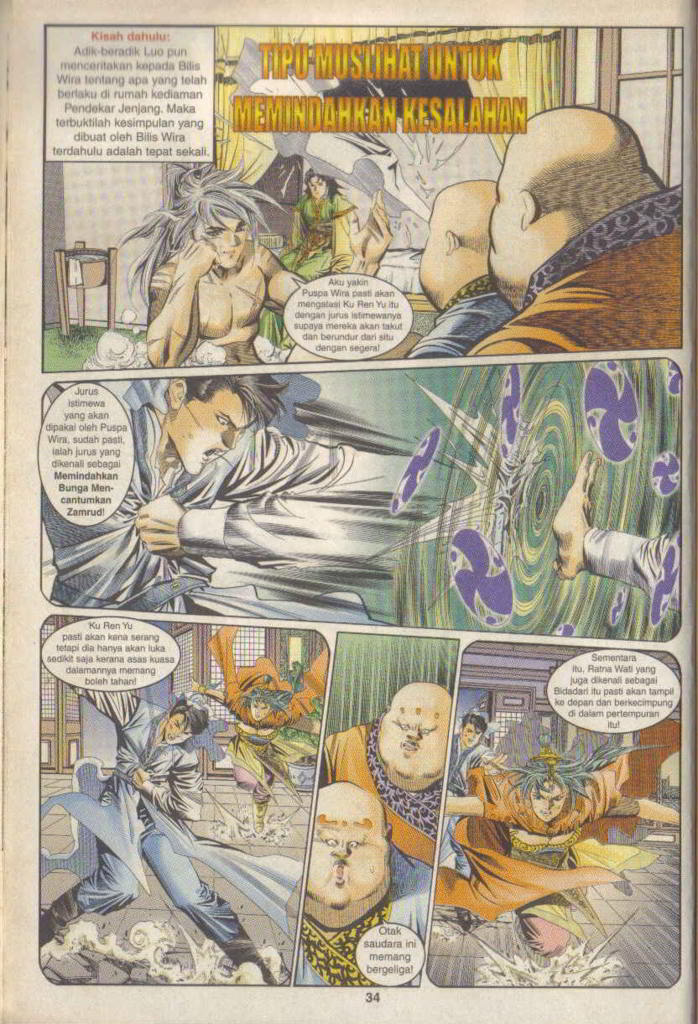 Kisah dahulu:
Adik-beradik Luo pun
menceritakan kepada Bilis
Wira tentang apa yang telah
berlaku di rumah kediaman
Pendekar Jenjang. Maka
terbuktilah kesimpulan yang
dibuat oleh Bilis Wira
terdahulu adalah tepat sekali.
TIPU MUSLIHAT UNTUK
MEMINDAHKAN KESALAHAN
Aku yakin
Puspa Wira pasti akan
mengatasi Ku Ren Yu itu
dengan jurus istimewanya
supaya mereka akan takut
dan berundur dari situ
dengan segera!
Jurus
istimewa
yang akan
dipakai oleh Puspa
Wira, sudah pasti,
ialah jurus yang
dikenali sebagai
Memindahkan
Bunga Men-
cantumkan
Zamrud!
Ku Ren Yu
pasti akan kena serang
tetapi dia hanya akan luka
sedikit saja kerana asas kuasa
dalamannya memang
boleh tahan!
Otak
saudara ini
memang
bergeliga!
Sementara
itu, Ratna Wati yang
juga dikenali sebagai
Bidadari itu pasti akan tampil
ke depan dan berkecimpung
di dalam pertempuran
itu!
34